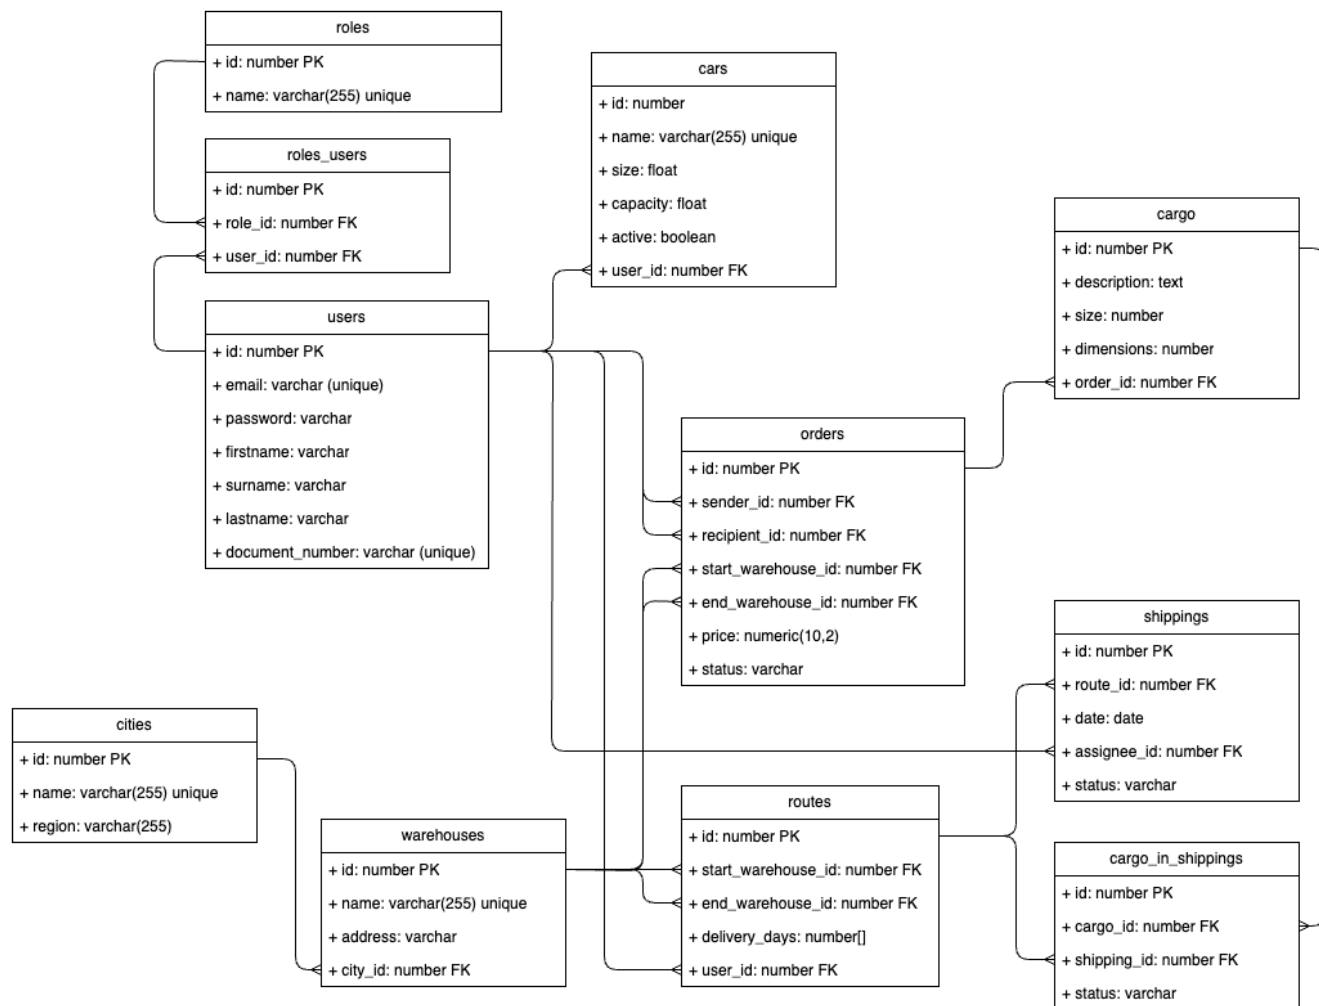 roles
+ id: number PK
+ name: varchar(255) unique
roles_users
+ id: number PK
+ role_id: number FK
+ user_id: number FK
users
+ id: number PK
+ email: varchar (unique)
+ password: varchar
+ firstname: varchar
+ surname: varchar
+ lastname: varchar
+ document_number: varchar (unique)
cars
+ id: number
+ name: varchar(255) unique
+ size: float
+ capacity: float
+ active: boolean
+ user_id: number FK
cargo
+ id: number PK
+ description: text
+ size: number
+ dimensions: number
+ order_id: number FK
orders
+ id: number PK
+ sender_id: number FK
+ recipient_id: number FK
+ start_warehouse_id: number FK
+ end_warehouse_id: number FK
+ price: numeric(10,2)
+ status: varchar
shippings
+ id: number PK
+ route_id: number FK
+ date: date
+ assignee_id: number FK
+ status: varchar
cities
+ id: number PK
+ name: varchar(255) unique
+ region: varchar(255)
warehouses
+ id: number PK
+ name: varchar(255) unique
+ address: varchar
+ city_id: number FK
routes
+ id: number PK
+ start_warehouse_id: number FK
+ end_warehouse_id: number FK
+ delivery_days: number[]
+ user_id: number FK
cargo_in_shippings
+ id: number PK
+ cargo_id: number FK
+ shipping_id: number FK
+ status: varchar